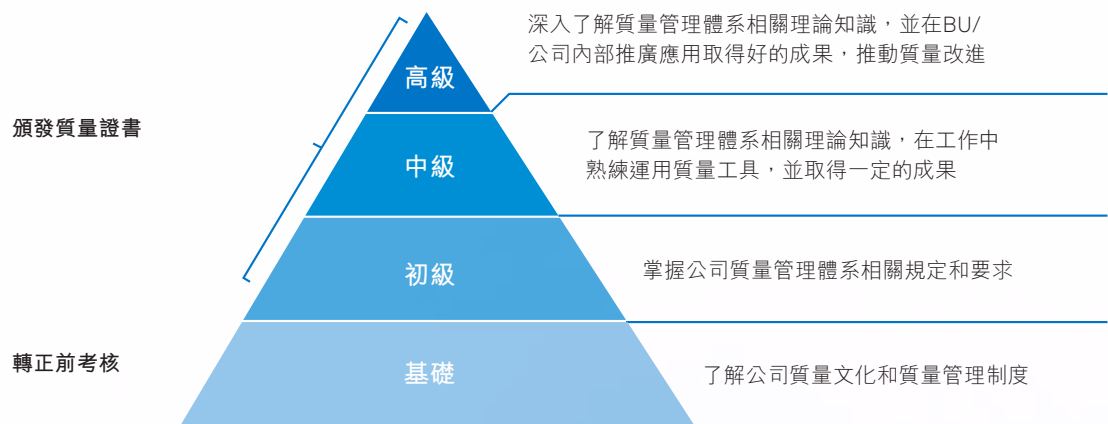 深入了解質量管理體系相關理論知識，並在BU/
公司內部推廣應用取得好的成果，推動質量改進
高級
頒發質量證書
了解質量管理體系相關理論知識，在工作中
熟練運用質量工具，並取得一定的成果
中級
初級
掌握公司質量管理體系相關規定和要求
轉正前考核
基礎
了解公司質量文化和質量管理制度